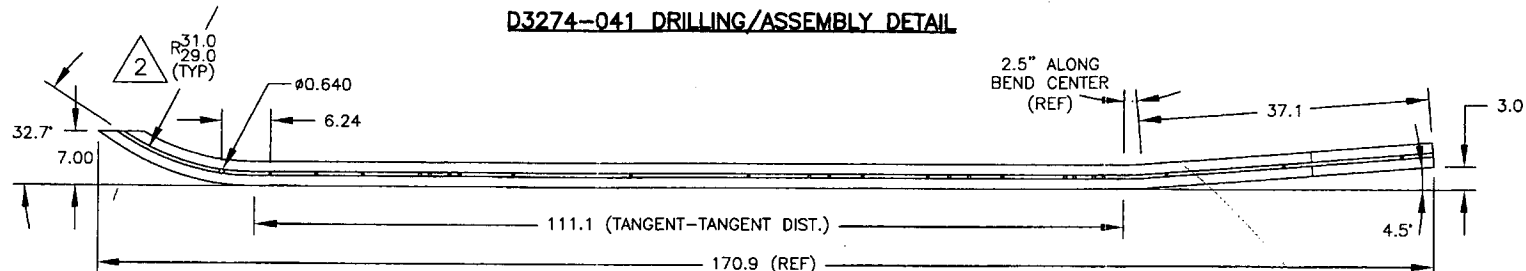 D3274-041 DRILLING/ASSEMBLY DETAIL
2
R31.0
29.0
(TYP)
ø0.640
6.24
2.5" ALONG
BEND CENTER
(REF)
37.1
3.0
32.7°
7.00
111.1 (TANGENT-TANGENT DIST.)
4.5°
170.9 (REF)